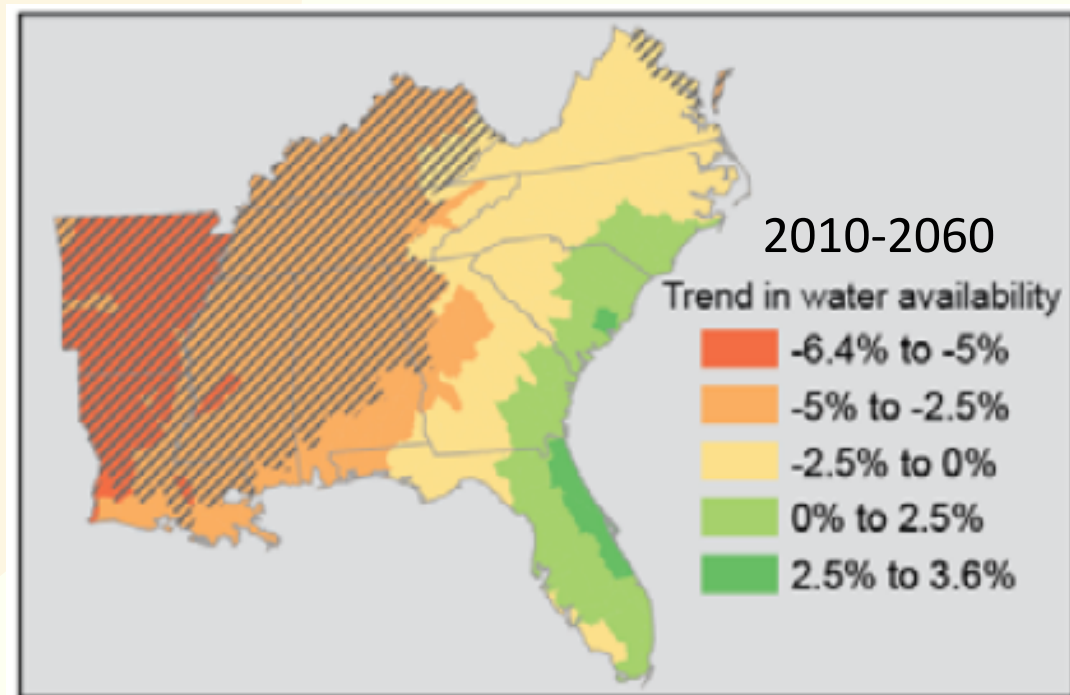 2010-2060
Trend in water availability
-6.4% to -5%
-5% to -2.5%
-2.5% to 0%
0% to 2.5%
2.5% to 3.6%